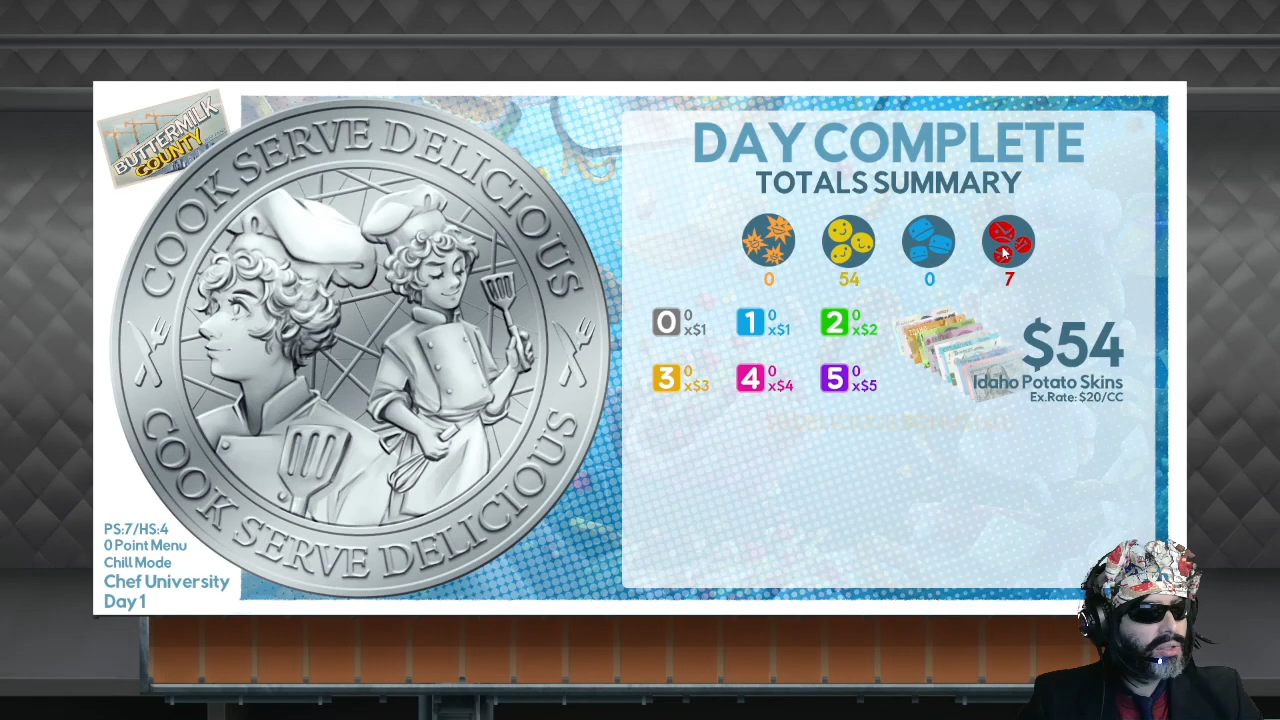 BUTTERMILK
COUNTY
COOK SERVE DELICIOUS
COOK SERVE DELICIOUS
PS:7/HS:4
0 Point Menu
Chill Mode
Chef University
Day 1
DAY COMPLETE
TOTALS SUMMARY
0 54 0 7
0 0 x$1 1 0 x$1 2 0 x$2
3 0 x$3 4 0 x$4 5 0 x$5
$54
Idaho Potato Skins
Ex.Rate: $20/CC